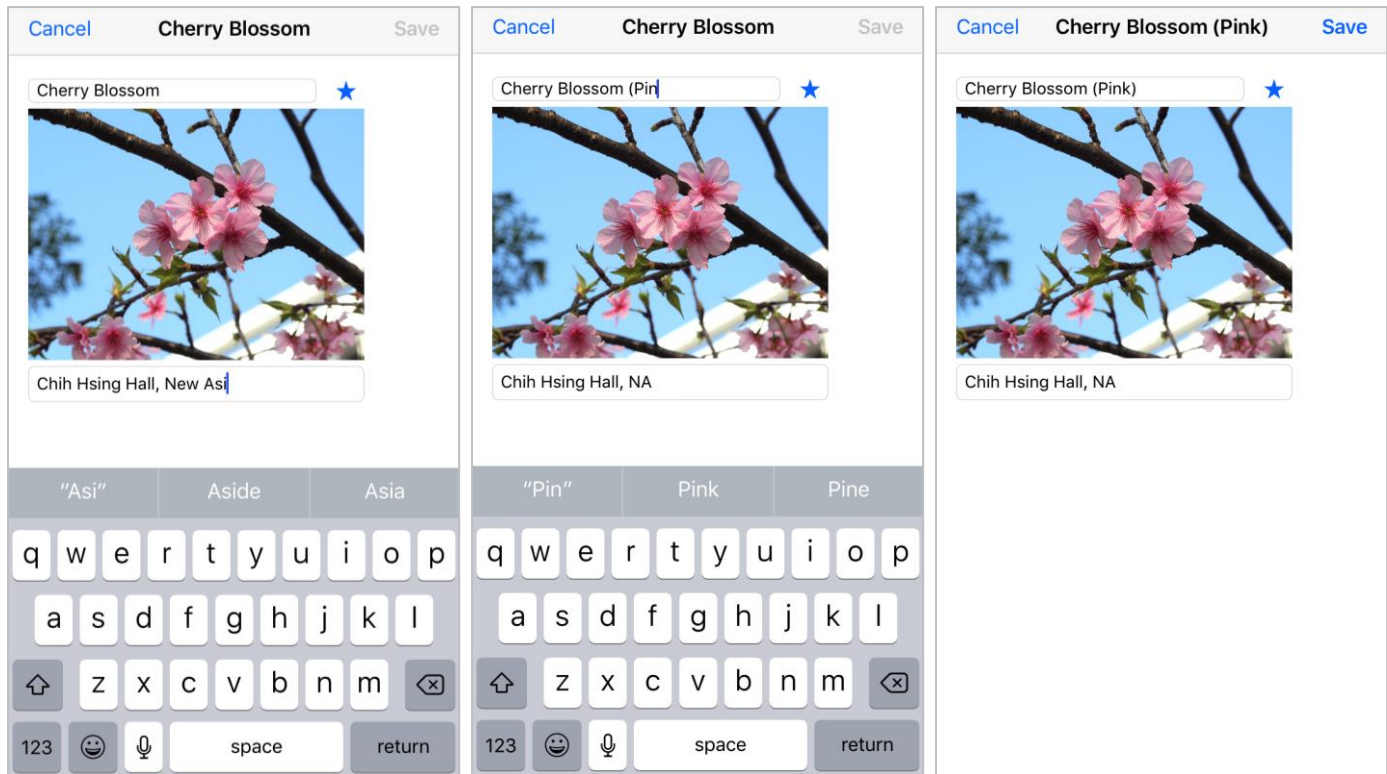 Cancel Cherry Blossom Save
Cherry Blossom
Chih Hsing Hall, New Asi
"Asi" Aside Asia
q w e r t y u i o p
a s d f g h j k l
z x c v b n m
123 space return
Cancel Cherry Blossom Save
Cherry Blossom (Pin
Chih Hsing Hall, NA
"Pin" Pink Pine
q w e r t y u i o p
a s d f g h j k l
z x c v b n m
123 space return
Cancel Cherry Blossom (Pink) Save
Cherry Blossom (Pink)
Chih Hsing Hall, NA